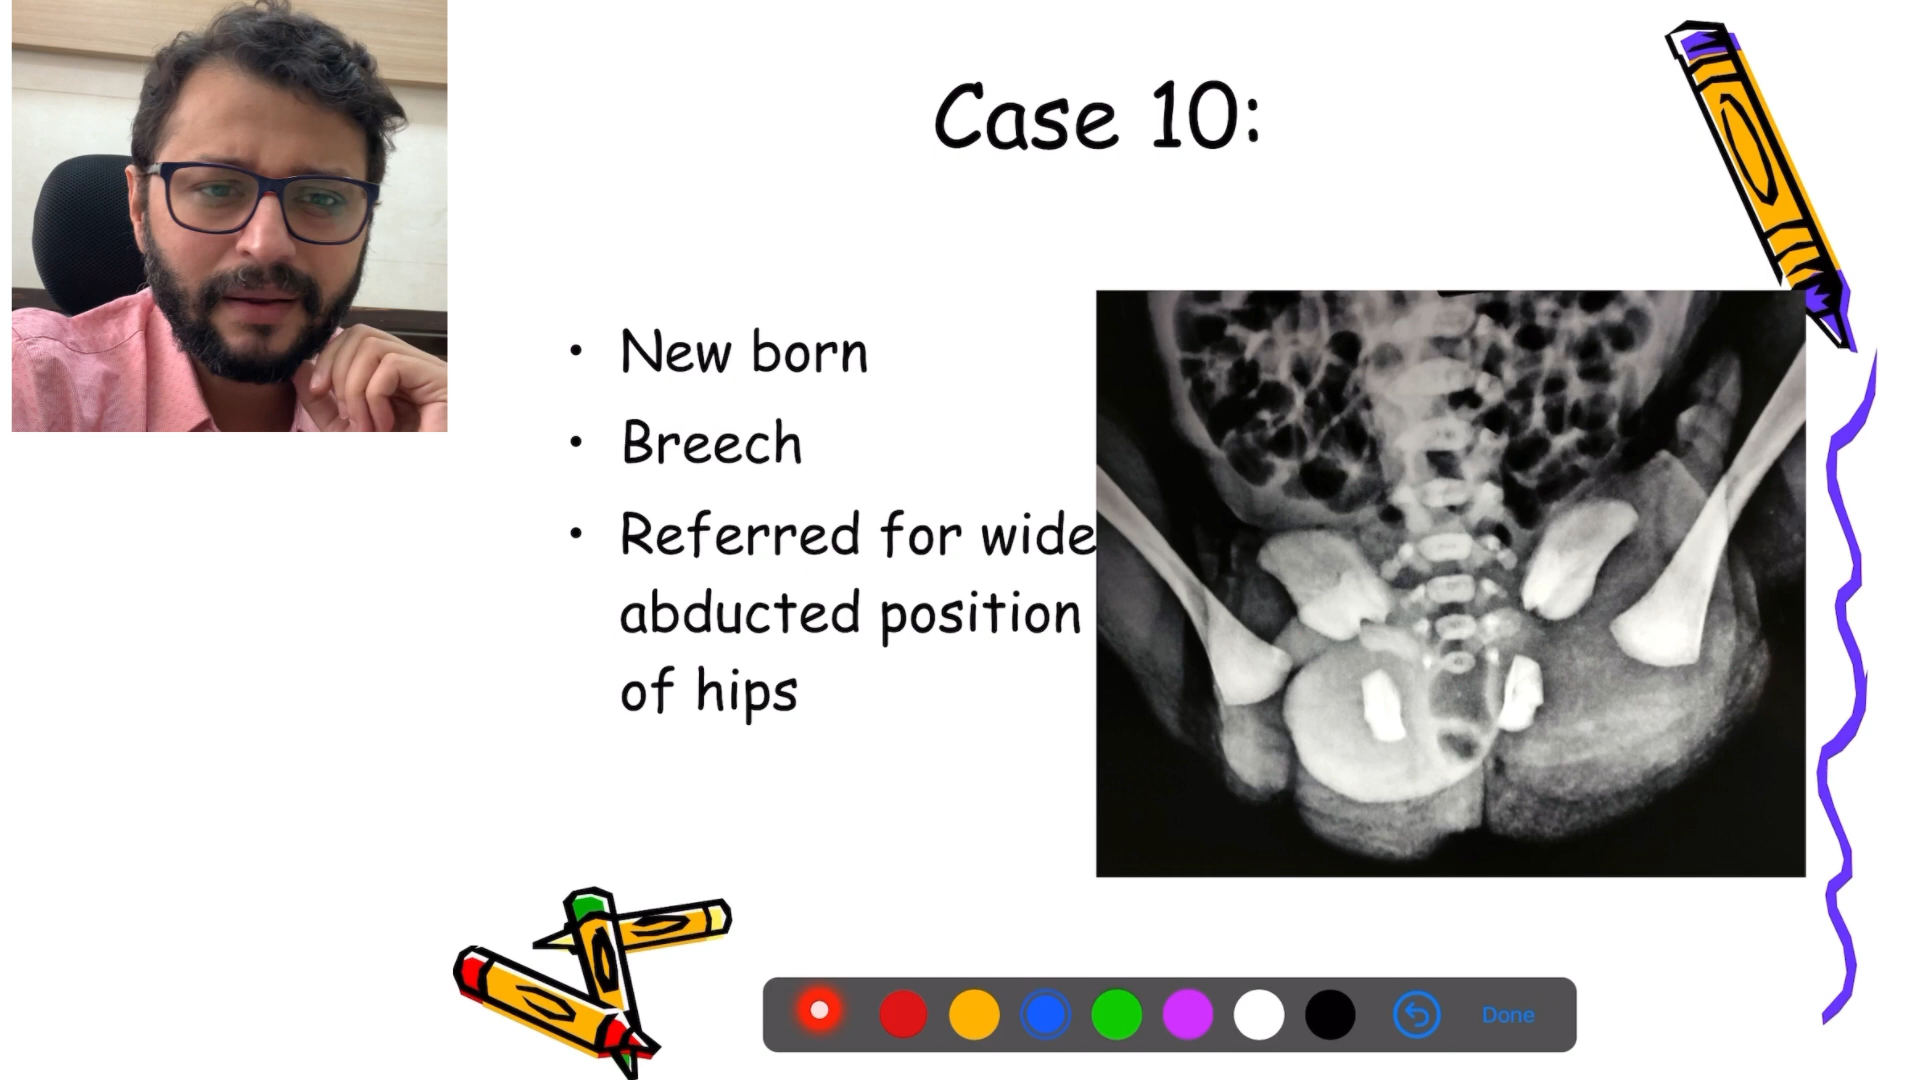 Case 10:
• New born
• Breech
• Referred for wide
abducted position
of hips
Done